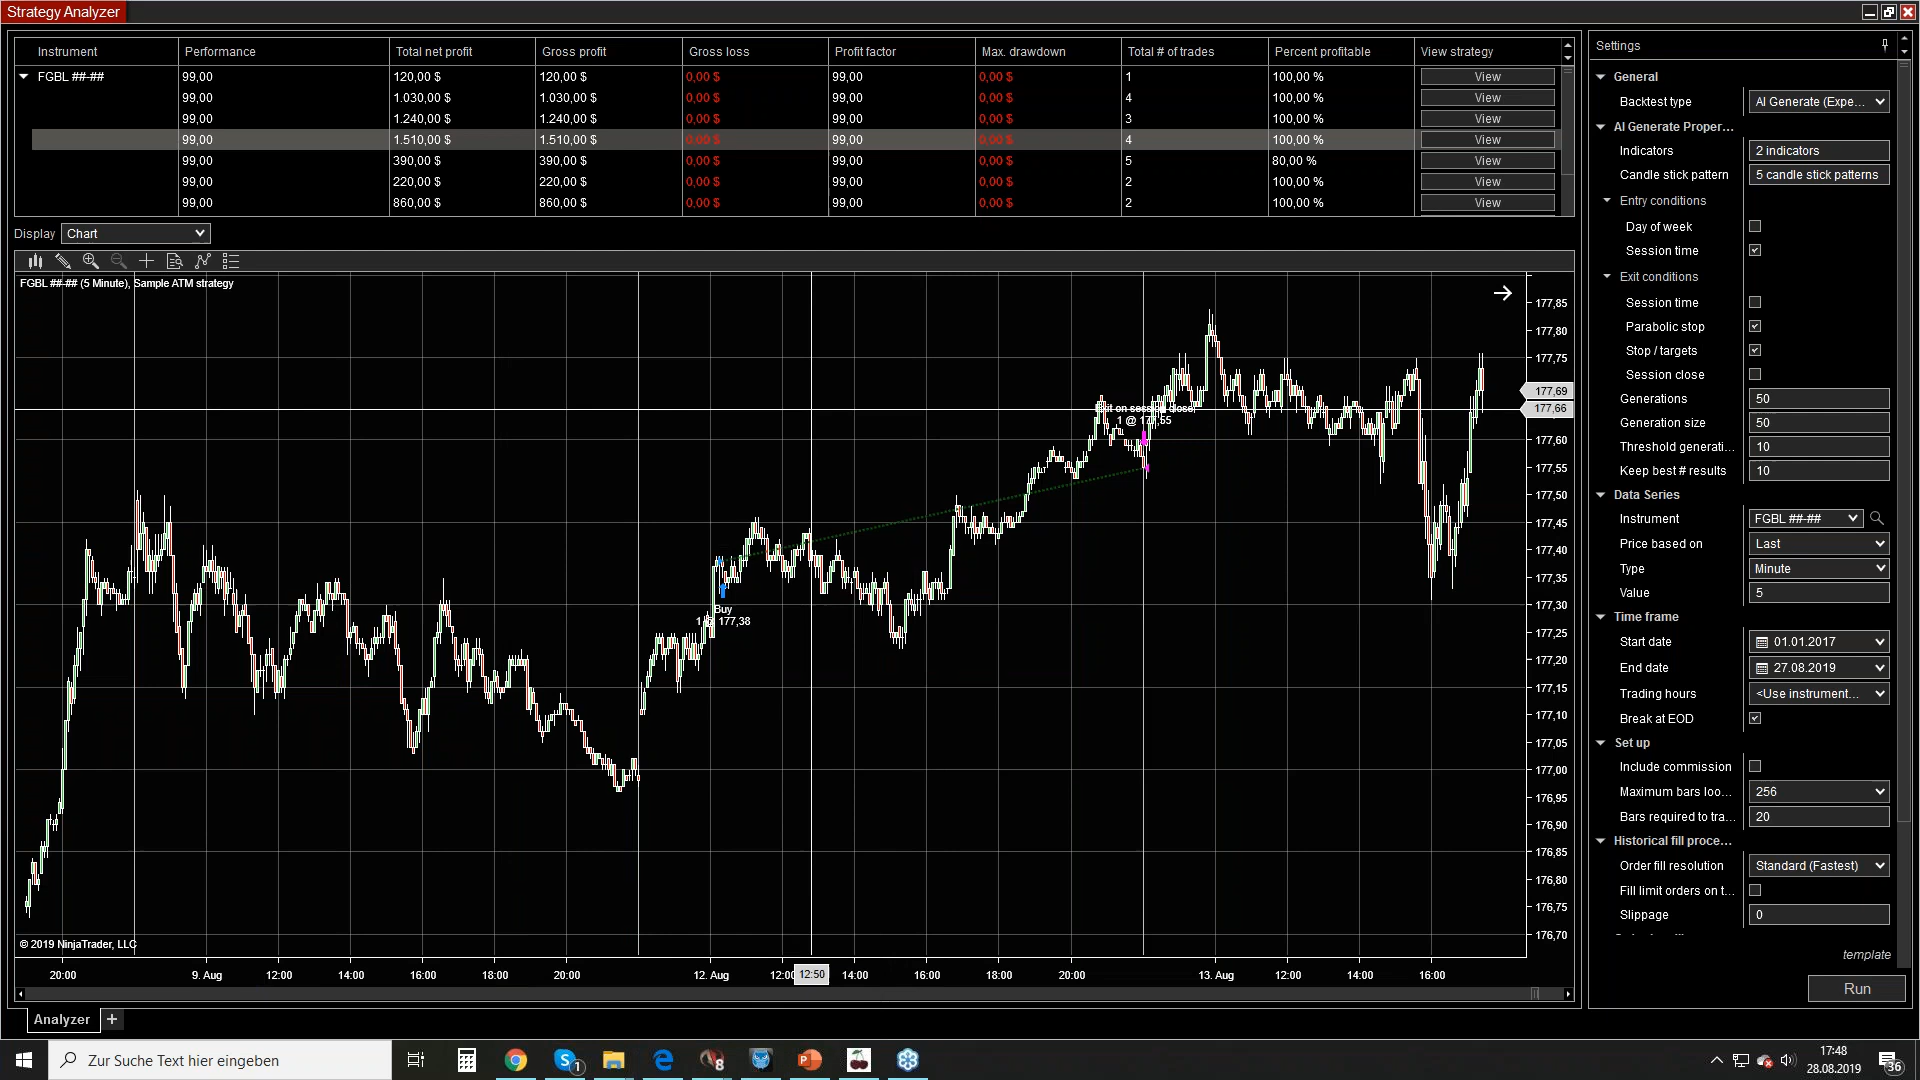 Strategy Analyzer
Instrument Performance Total net profit Gross profit Gross loss Profit factor Max. drawdown Total # of trades Percent profitable View strategy
FGBL ##-## 99,00 120,00 $ 120,00 $ 0,00 $ 99,00 0,00 $ 1 100,00 % View
99,00 1.030,00 $ 1.030,00 $ 0,00 $ 99,00 0,00 $ 4 100,00 % View
99,00 1.240,00 $ 1.240,00 $ 0,00 $ 99,00 0,00 $ 3 100,00 % View
99,00 1.510,00 $ 1.510,00 $ 0,00 $ 99,00 0,00 $ 4 100,00 % View
99,00 390,00 $ 390,00 $ 0,00 $ 99,00 0,00 $ 5 80,00 % View
99,00 220,00 $ 220,00 $ 0,00 $ 99,00 0,00 $ 2 100,00 % View
99,00 860,00 $ 860,00 $ 0,00 $ 99,00 0,00 $ 2 100,00 % View
Display Chart
FGBL ##-## (5 Minute), Sample ATM strategy
177,85
177,80
177,75
177,69
177,66
177,60
177,55
177,50
177,45
177,40
177,35
177,30
177,25
177,20
177,15
177,10
177,05
177,00
176,95
176,90
176,85
176,80
176,75
176,70
Exit on session close
1 @ 177,55
Buy
1 @ 177,38
© 2019 NinjaTrader, LLC
20:00 9. Aug 12:00 14:00 16:00 18:00 20:00 12. Aug 12:00 12:50 14:00 16:00 18:00 20:00 13. Aug 12:00 14:00 16:00
Analyzer +
Settings
General
Backtest type AI Generate (Expe...
AI Generate Proper...
Indicators 2 indicators
Candle stick pattern 5 candle stick patterns
Entry conditions
Day of week
Session time
Exit conditions
Session time
Parabolic stop
Stop / targets
Session close
Generations 50
Generation size 50
Threshold generati... 10
Keep best # results 10
Data Series
Instrument FGBL ##-##
Price based on Last
Type Minute
Value 5
Time frame
Start date 01.01.2017
End date 27.08.2019
Trading hours <Use instrument...
Break at EOD
Set up
Include commission
Maximum bars loo... 256
Bars required to tra... 20
Historical fill proce...
Order fill resolution Standard (Fastest)
Fill limit orders on t...
Slippage 0
template
Run
Zur Suche Text hier eingeben
17:48
28.08.2019
36